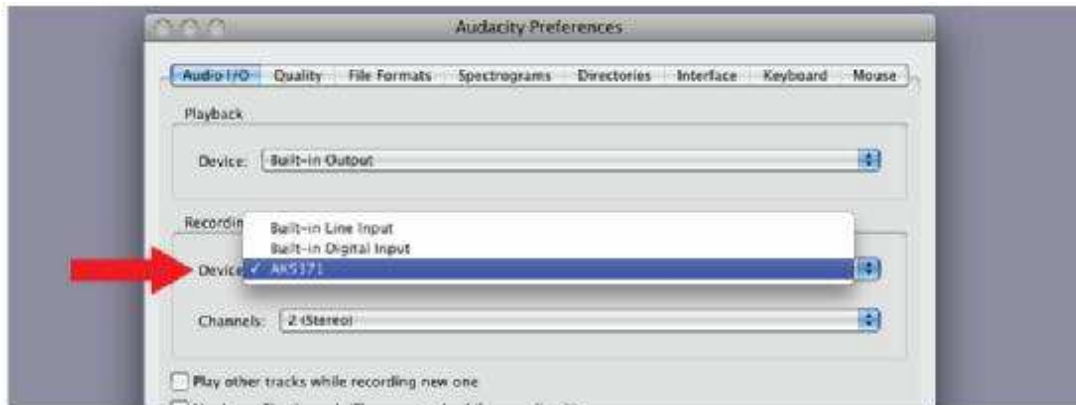 Audacity Preferences
Audio I/O Quality File Formats Spectrograms Directories Interface Keyboard Mouse
Playback
Device: Built-in Output
Recordin
Built-in Line Input
Built-in Digital Input
Device ✓ AK5371
Channels: 2 (Stereo)
Play other tracks while recording new one